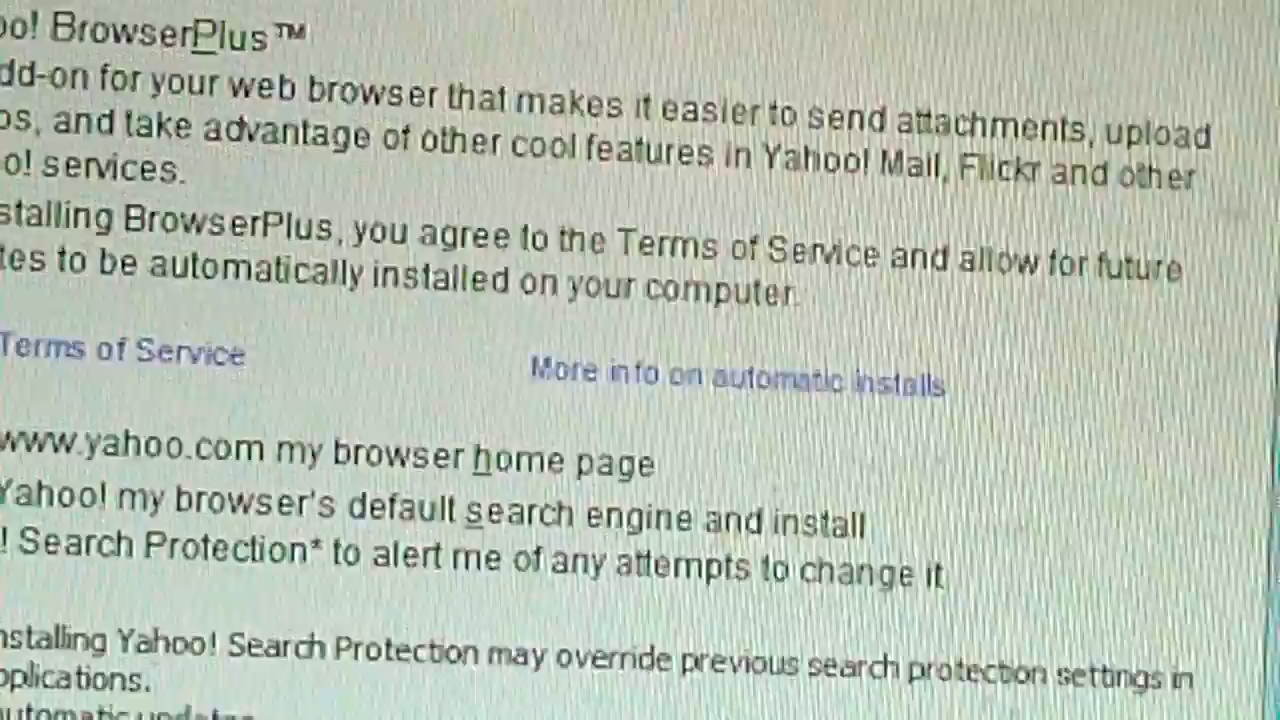 oo! BrowserPlus™
dd-on for your web browser that makes it easier to send attachments, upload
os, and take advantage of other cool features in Yahoo! Mail, Flickr and other
o! services.
stalling BrowserPlus, you agree to the Terms of Service and allow for future
tes to be automatically installed on your computer.
Terms of Service
More info on automatic installs
www.yahoo.com my browser home page
Yahoo! my browser's default search engine and install
! Search Protection* to alert me of any attempts to change it
nstalling Yahoo! Search Protection may override previous search protection settings in
pplications.
automatic updates